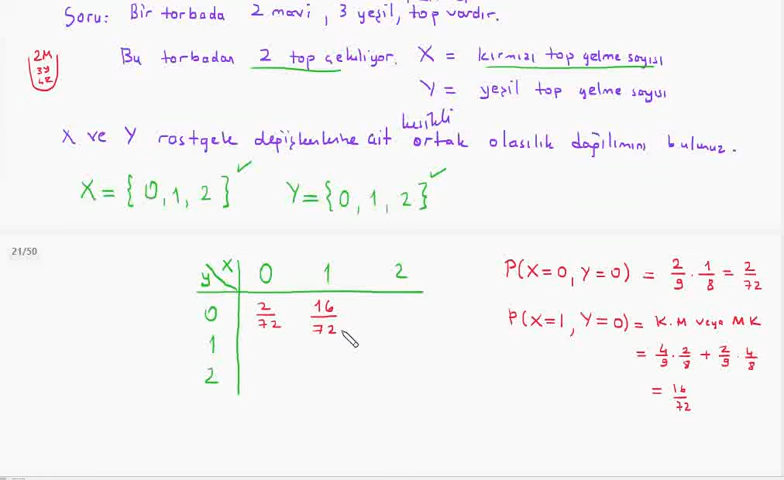 Soru: Bir torbada 2 mavi, 3 yeşil, top vardır.
Bu torbadan 2 top çekiliyor. X = kırmızı top gelme sayısı
2M
3Y
4K
Y = yeşil top gelme sayısı
kesikli
X ve Y rastgele değişkenlerine ait ortak olasılık dağılımını bulunuz.
X = {0, 1, 2} ✓ Y = {0, 1, 2} ✓
21/50
y x 0 1 2
0 2/72 16/72
1
2
P(X=0, Y=0) = 2/9 · 1/8 = 2/72
P(X=1, Y=0) = K.M veya MK
= 4/9 · 2/8 + 2/9 · 4/8
= 16/72